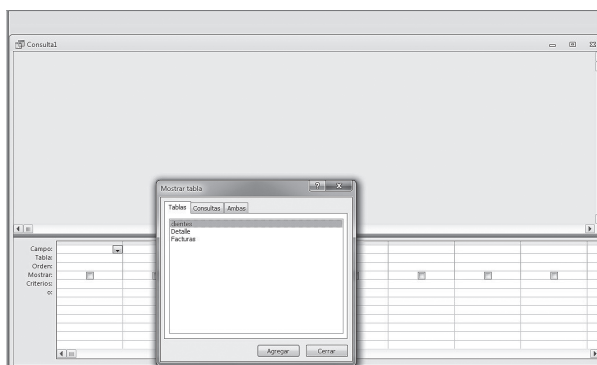 Consulta1
Mostrar tabla
Tablas Consultas Ambas
clientes
Detalle
Facturas
Campo:
Tabla:
Orden:
Mostrar:
Criterios:
o:
Agregar Cerrar